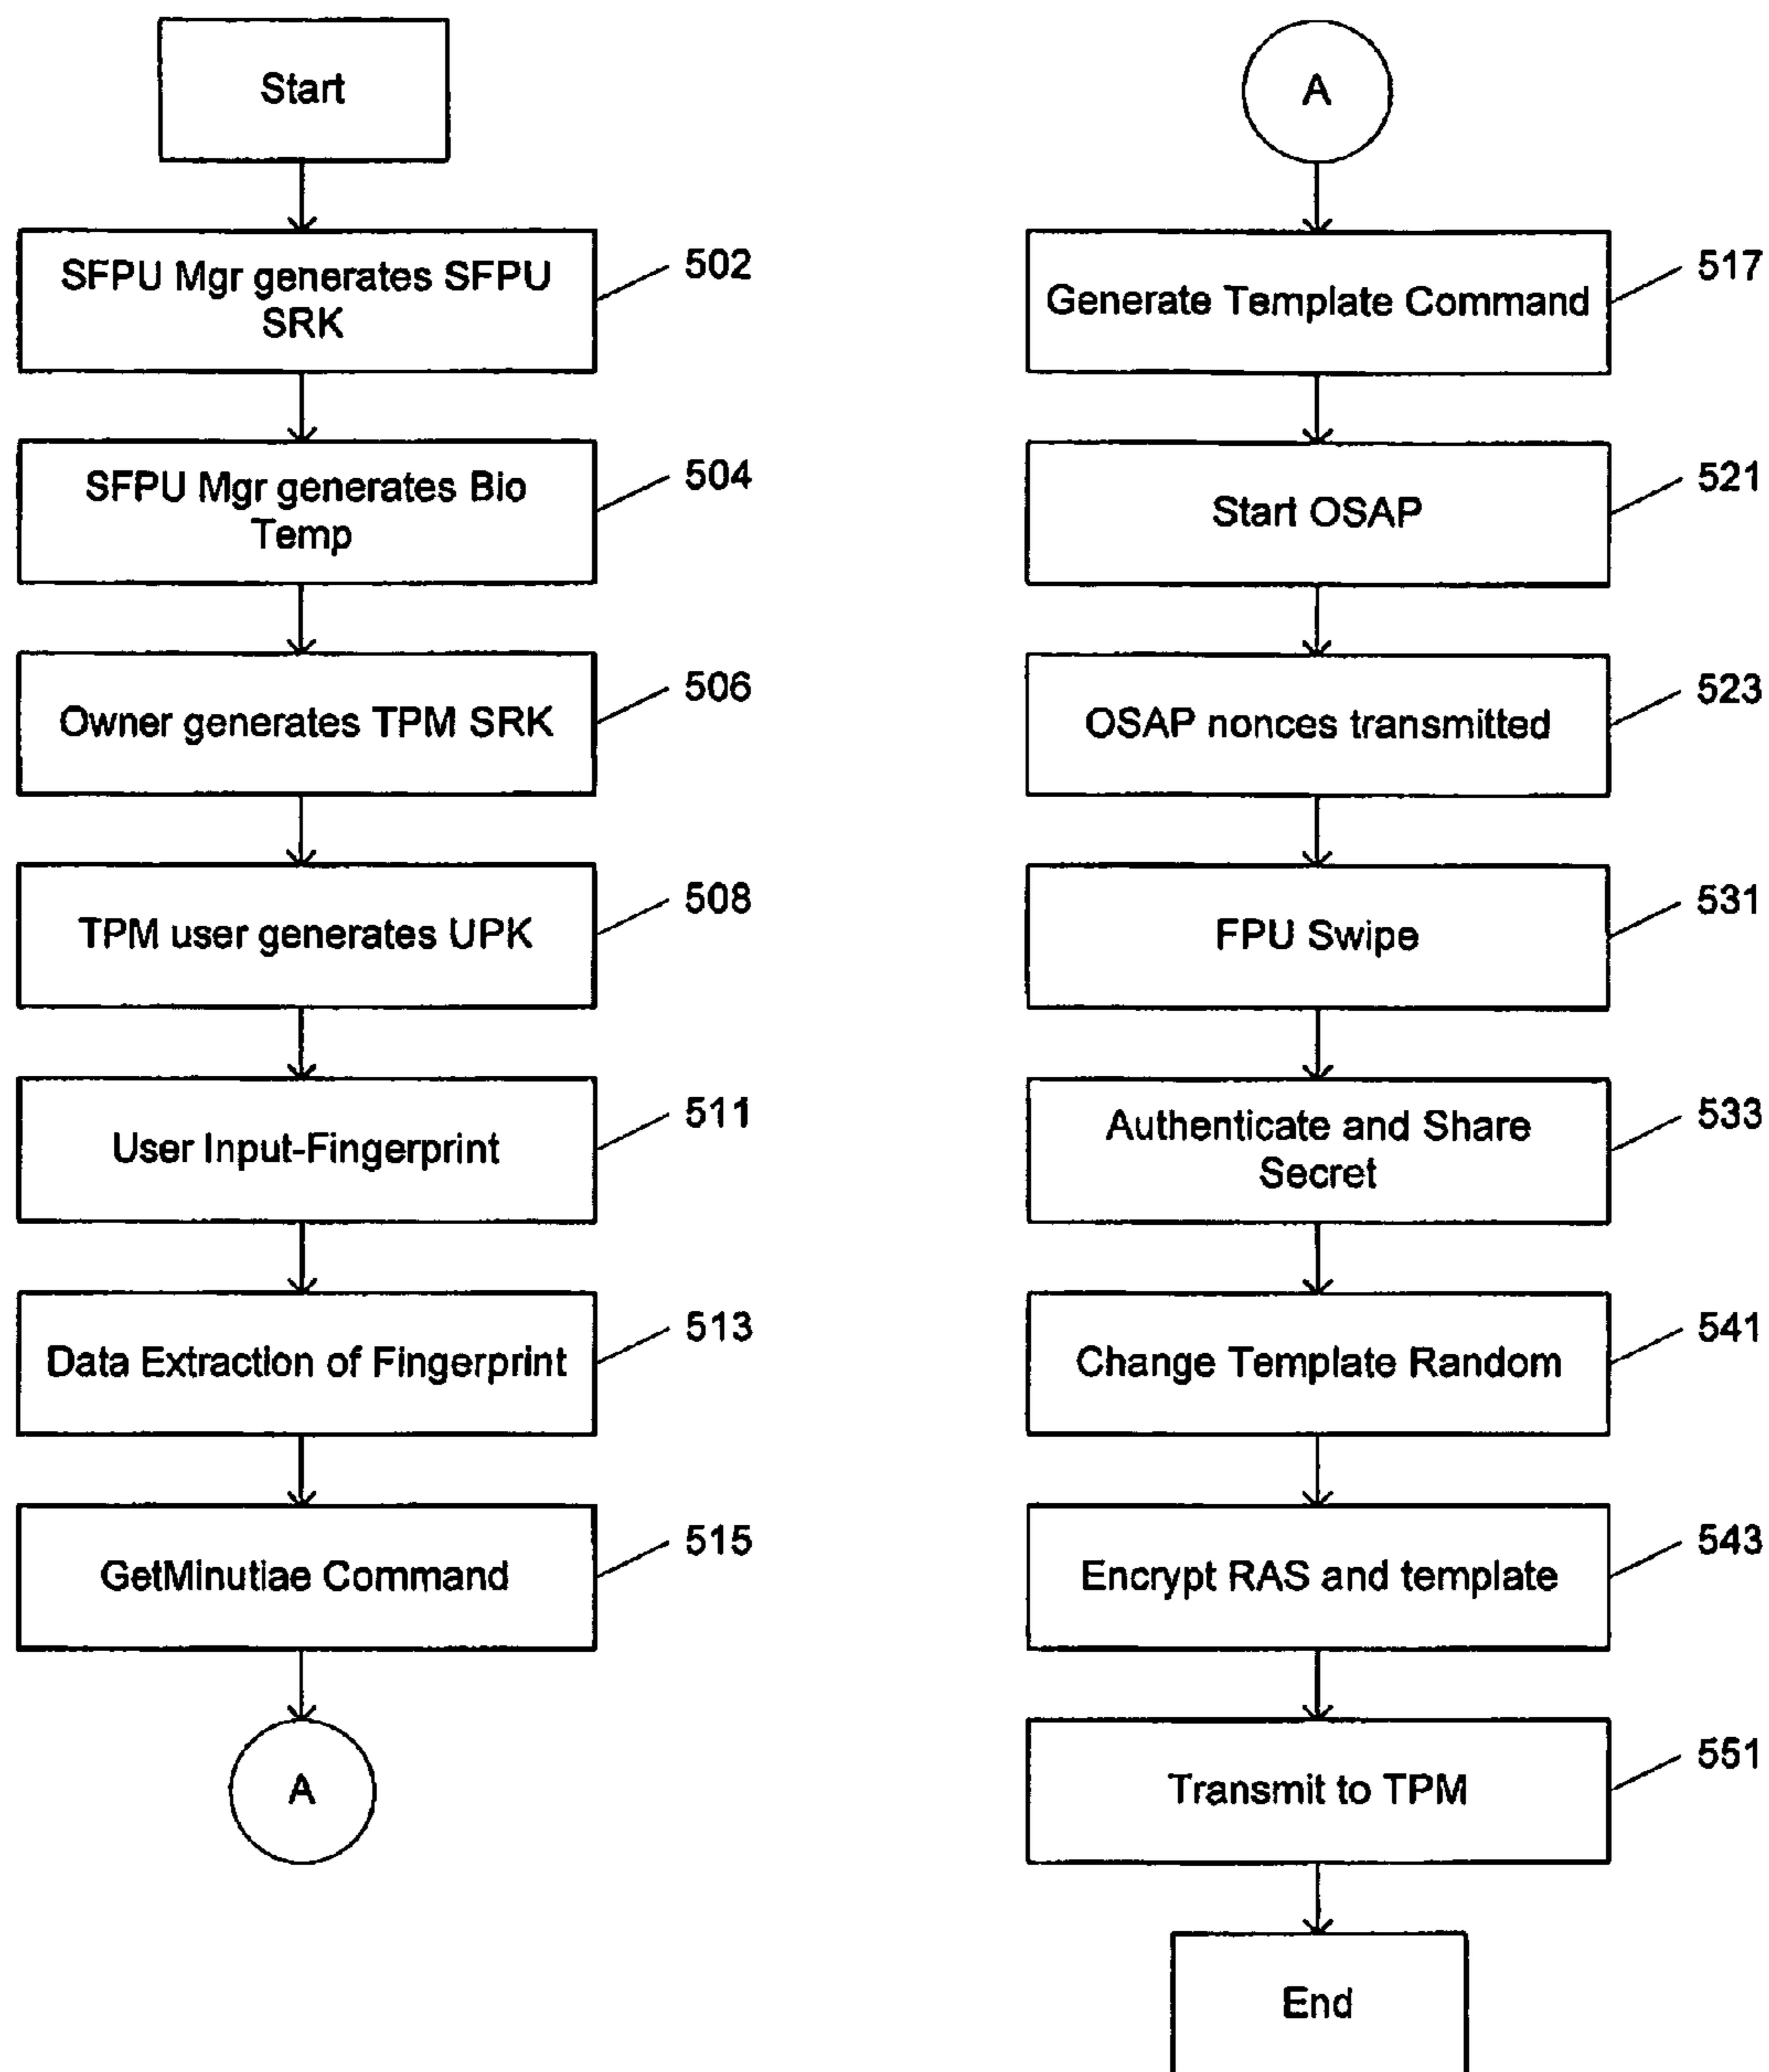 Start
SFPU Mgr generates SFPU
SRK
502
SFPU Mgr generates Bio
Temp
504
Owner generates TPM SRK
506
TPM user generates UPK
508
User Input-Fingerprint
511
Data Extraction of Fingerprint
513
GetMinutiae Command
515
A
A
Generate Template Command
517
Start OSAP
521
OSAP nonces transmitted
523
FPU Swipe
531
Authenticate and Share
Secret
533
Change Template Random
541
Encrypt RAS and template
543
Transmit to TPM
551
End